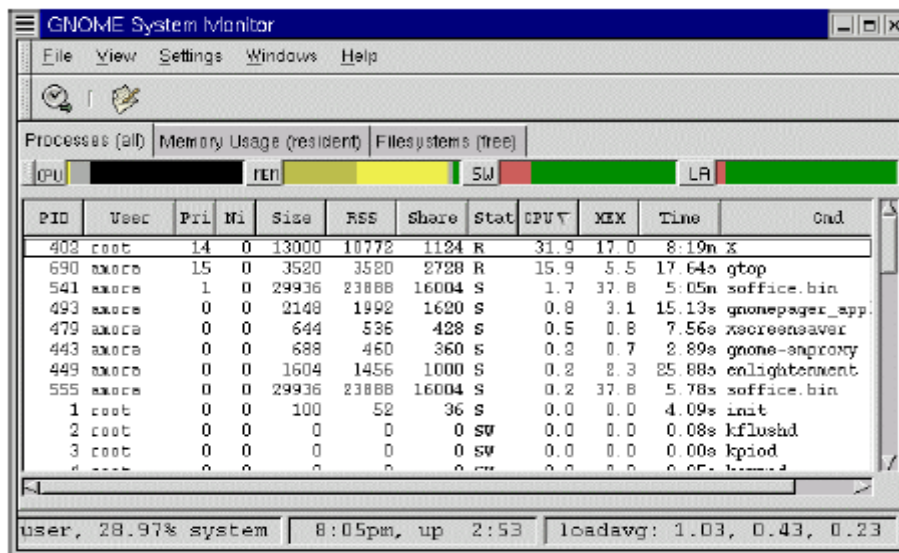 GNOME System Monitor
File View Settings Windows Help
Processes (all) Memory Usage (resident) Filesystems (free)
CPU MEM SW LA
PID User Pri Ni Size RSS Share Stat CPU MEM Time Cmd
402 root 14 0 13000 10772 1124 R 31.9 17.0 8:19m X
690 amora 15 0 3520 3520 2728 R 15.9 5.5 17.64s gtop
541 amora 1 0 29936 23888 16004 S 1.7 37.8 5:05m soffice.bin
493 amora 0 0 2148 1992 1620 S 0.8 3.1 15.13s gnomepager_appl
479 amora 0 0 644 536 428 S 0.5 0.8 7.56s xscreensaver
443 amora 0 0 688 460 360 S 0.2 0.7 2.89s gnome-smproxy
449 amora 0 0 1604 1456 1000 S 0.2 2.3 25.88s enlightenment
555 amora 0 0 29936 23888 16004 S 0.2 37.8 5.78s soffice.bin
1 root 0 0 100 52 36 S 0.0 0.0 4.09s init
2 root 0 0 0 0 0 SW 0.0 0.0 0.08s kflushd
3 root 0 0 0 0 0 SW 0.0 0.0 0.00s kpiod
user, 28.97% system 8:05pm, up 2:53 loadavg: 1.03, 0.43, 0.23